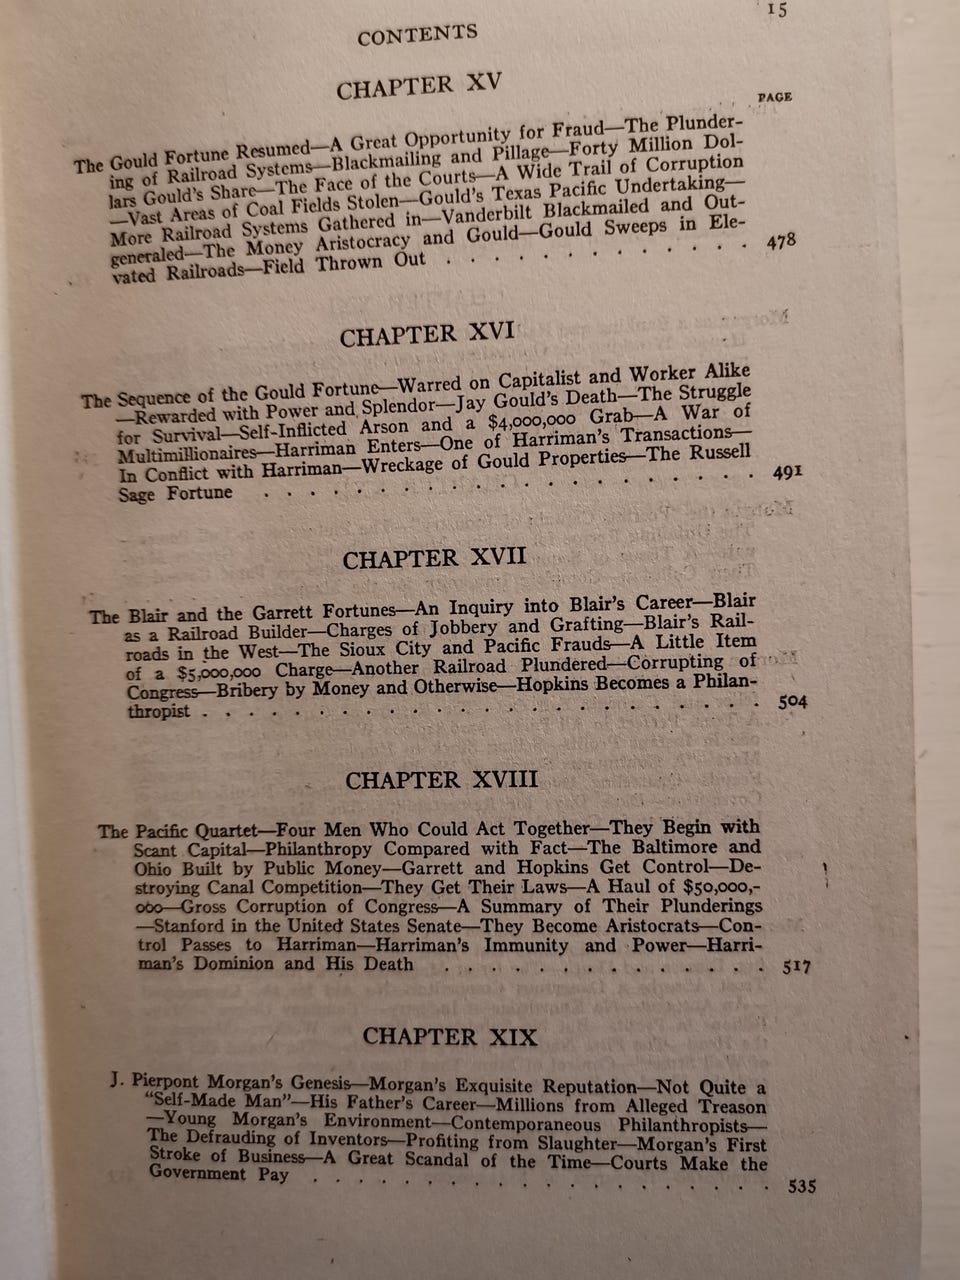 15
CONTENTS
CHAPTER XV
PAGE
The Gould Fortune Resumed—A Great Opportunity for Fraud—The Plunder-
ing of Railroad Systems—Blackmailing and Pillage—Forty Million Dol-
lars Gould's Share—The Face of the Courts—A Wide Trail of Corruption
—Vast Areas of Coal Fields Stolen—Gould's Texas Pacific Undertaking—
More Railroad Systems Gathered in—Vanderbilt Blackmailed and Out-
generaled—The Money Aristocracy and Gould—Gould Sweeps in Ele-
vated Railroads—Field Thrown Out . . . . . . . . . . . . 478
CHAPTER XVI
The Sequence of the Gould Fortune—Warred on Capitalist and Worker Alike
—Rewarded with Power and Splendor—Jay Gould's Death—The Struggle
for Survival—Self-Inflicted Arson and a $4,000,000 Grab—A War of
Multimillionaires—Harriman Enters—One of Harriman's Transactions—
In Conflict with Harriman—Wreckage of Gould Properties—The Russell
Sage Fortune . . . . . . . . . . . . . . . . . . . . 491
CHAPTER XVII
The Blair and the Garrett Fortunes—An Inquiry into Blair's Career—Blair
as a Railroad Builder—Charges of Jobbery and Grafting—Blair's Rail-
roads in the West—The Sioux City and Pacific Frauds—A Little Item
of a $5,000,000 Charge—Another Railroad Plundered—Corrupting of
Congress—Bribery by Money and Otherwise—Hopkins Becomes a Philan-
thropist . . . . . . . . . . . . . . . . . . . . . . . . 504
CHAPTER XVIII
The Pacific Quartet—Four Men Who Could Act Together—They Begin with
Scant Capital—Philanthropy Compared with Fact—The Baltimore and
Ohio Built by Public Money—Garrett and Hopkins Get Control—De-
stroying Canal Competition—They Get Their Laws—A Haul of $50,000,-
000—Gross Corruption of Congress—A Summary of Their Plunderings
—Stanford in the United States Senate—They Become Aristocrats—Con-
trol Passes to Harriman—Harriman's Immunity and Power—Harri-
man's Dominion and His Death . . . . . . . . . . . . . 517
CHAPTER XIX
J. Pierpont Morgan's Genesis—Morgan's Exquisite Reputation—Not Quite a
"Self-Made Man"—His Father's Career—Millions from Alleged Treason
—Young Morgan's Environment—Contemporaneous Philanthropists—
The Defrauding of Inventors—Profiting from Slaughter—Morgan's First
Stroke of Business—A Great Scandal of the Time—Courts Make the
Government Pay . . . . . . . . . . . . . . . . . . . 535